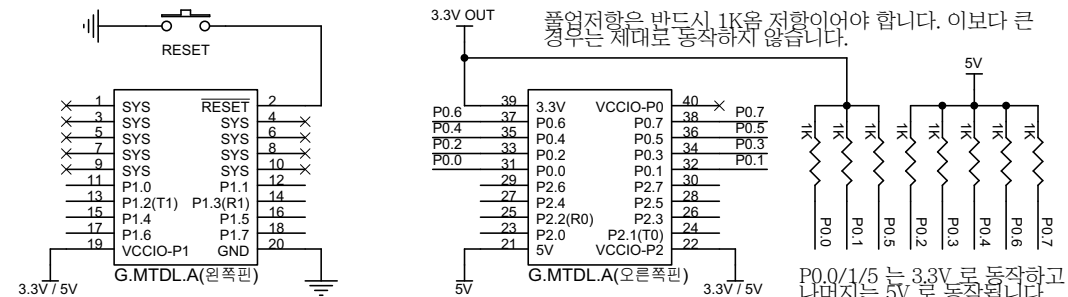 3.3V OUT
풀업저항은 반드시 1K옴 저항이어야 합니다. 이보다 큰
경우는 제대로 동작하지 않습니다.
RESET
5V
1 SYS RESET 2
3 SYS SYS 4
5 SYS SYS 6
7 SYS SYS 8
9 SYS SYS 10
11 P1.0 P1.1 12
13 P1.2(T1) P1.3(R1) 14
15 P1.4 P1.5 16
17 P1.6 P1.7 18
19 VCCIO-P1 GND 20
G.MTDL.A(왼쪽핀)
3.3V / 5V
39 3.3V VCCIO-P0 40
P0.6 37 P0.6 P0.7 38 P0.7
P0.4 35 P0.4 P0.5 36 P0.5
P0.2 33 P0.2 P0.3 34 P0.3
P0.0 31 P0.0 P0.1 32 P0.1
29 P2.6 P2.7 30
27 P2.4 P2.5 28
25 P2.2(R0) P2.3 26
23 P2.0 P2.1(T0) 24
21 5V VCCIO-P2 22
G.MTDL.A(오른쪽핀)
5V
3.3V / 5V
1K 1K 1K 1K 1K 1K 1K 1K
P0.0 P0.1 P0.5 P0.2 P0.3 P0.4 P0.6 P0.7
P0.0/1/5 는 3.3V 로 동작하고
나머지는 5V 로 동작됩니다